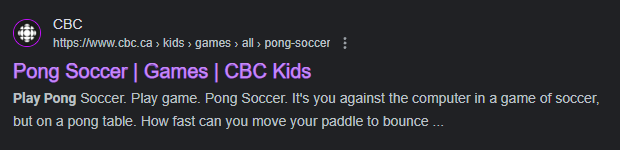 CBC
https://www.cbc.ca › kids › games › all › pong-soccer
Pong Soccer | Games | CBC Kids
Play Pong Soccer. Play game. Pong Soccer. It's you against the computer in a game of soccer,
but on a pong table. How fast can you move your paddle to bounce ...